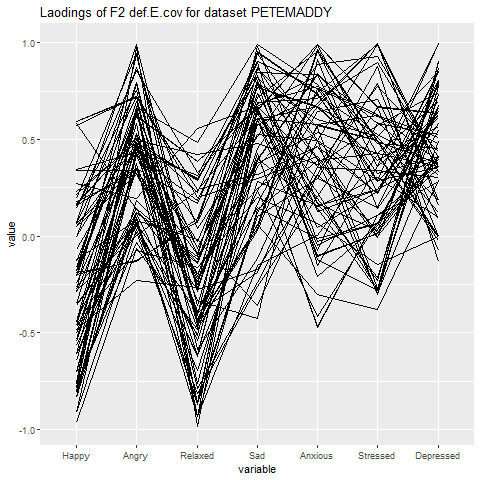 Laodings of F2 def.E.cov for dataset PETEMADDY
1.0
0.5
0.0
-0.5
-1.0
value
Happy Angry Relaxed Sad Anxious Stressed Depressed
variable